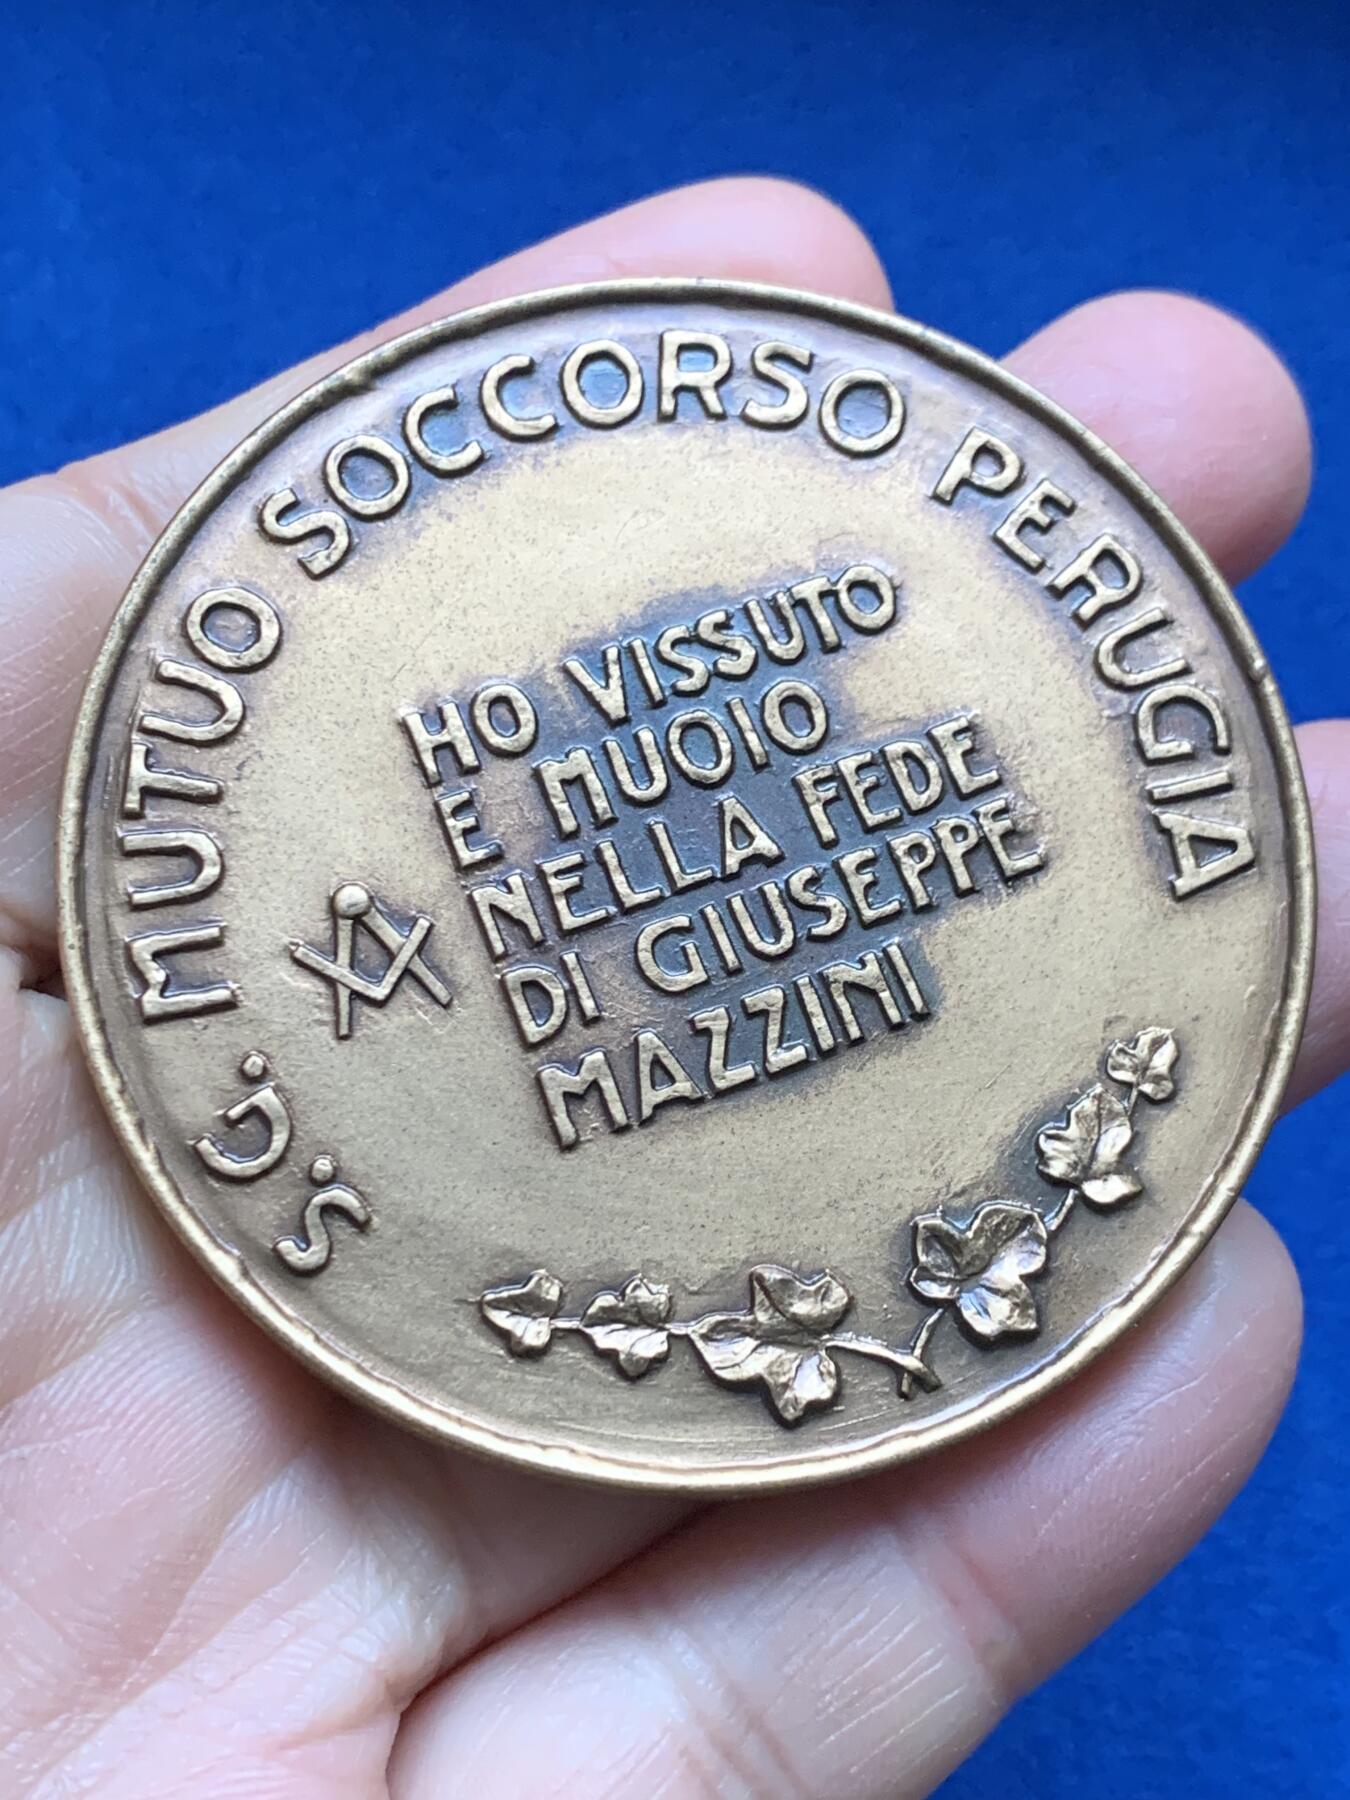 S.G. MUTUO SOCCORSO PERUGIA
HO VISSUTO
E MUOIO
NELLA FEDE
DI GIUSEPPE
MAZZINI